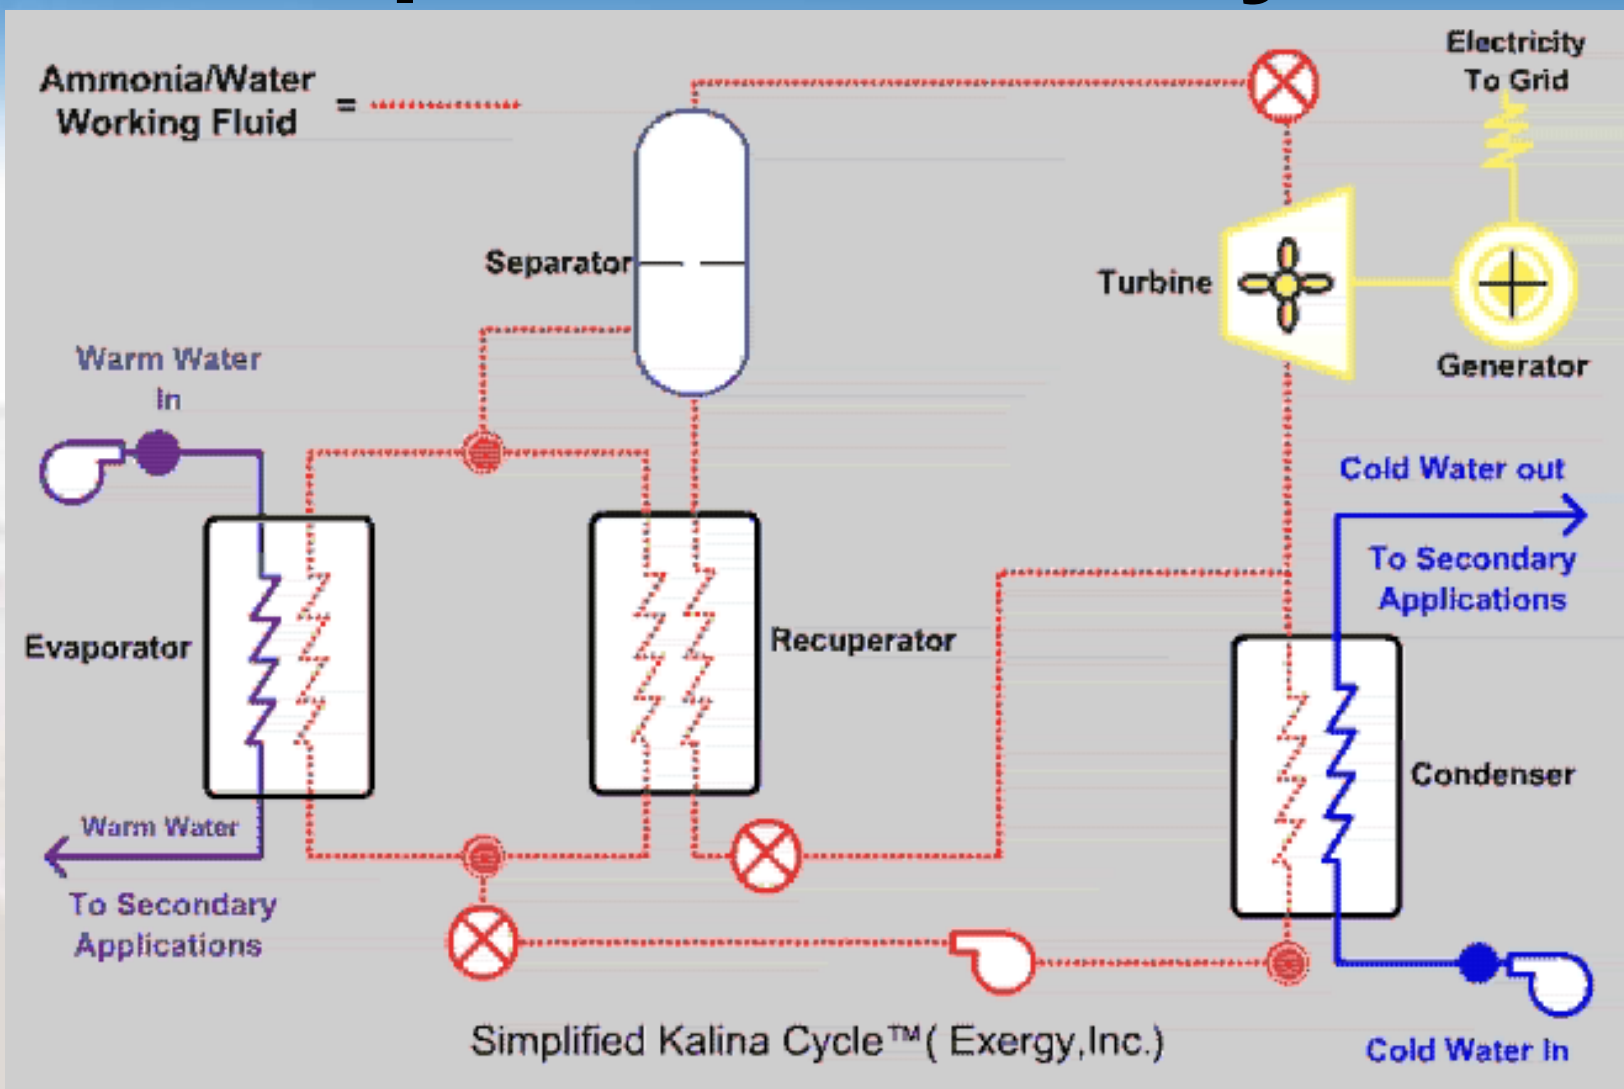 Ammonia/Water
Working Fluid
=
Electricity
To Grid
Separator
Turbine
Generator
Warm Water
In
Cold Water out
To Secondary
Applications
Evaporator
Recuperator
Condenser
Warm Water
To Secondary
Applications
Simplified Kalina Cycle™( Exergy,Inc.)
Cold Water In